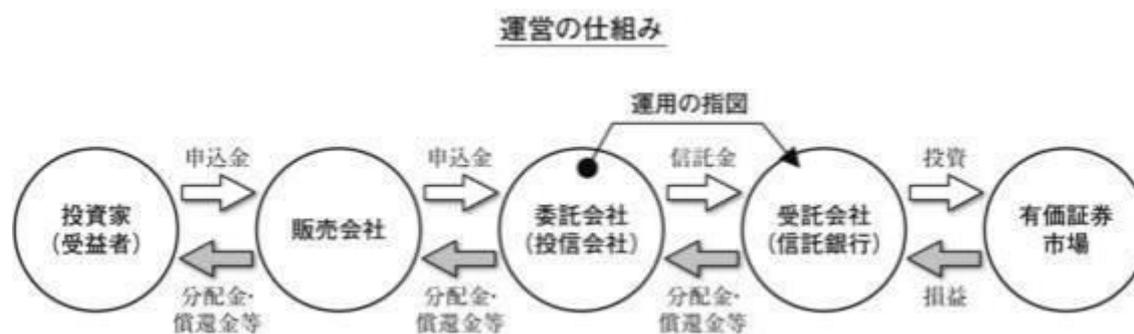 運営の仕組み
運用の指図
申込金
申込金
信託金
投資
投資家
(受益者)
販売会社
委託会社
(投信会社)
受託会社
(信託銀行)
有価証券
市場
分配金・
償還金等
分配金・
償還金等
分配金・
償還金等
損益